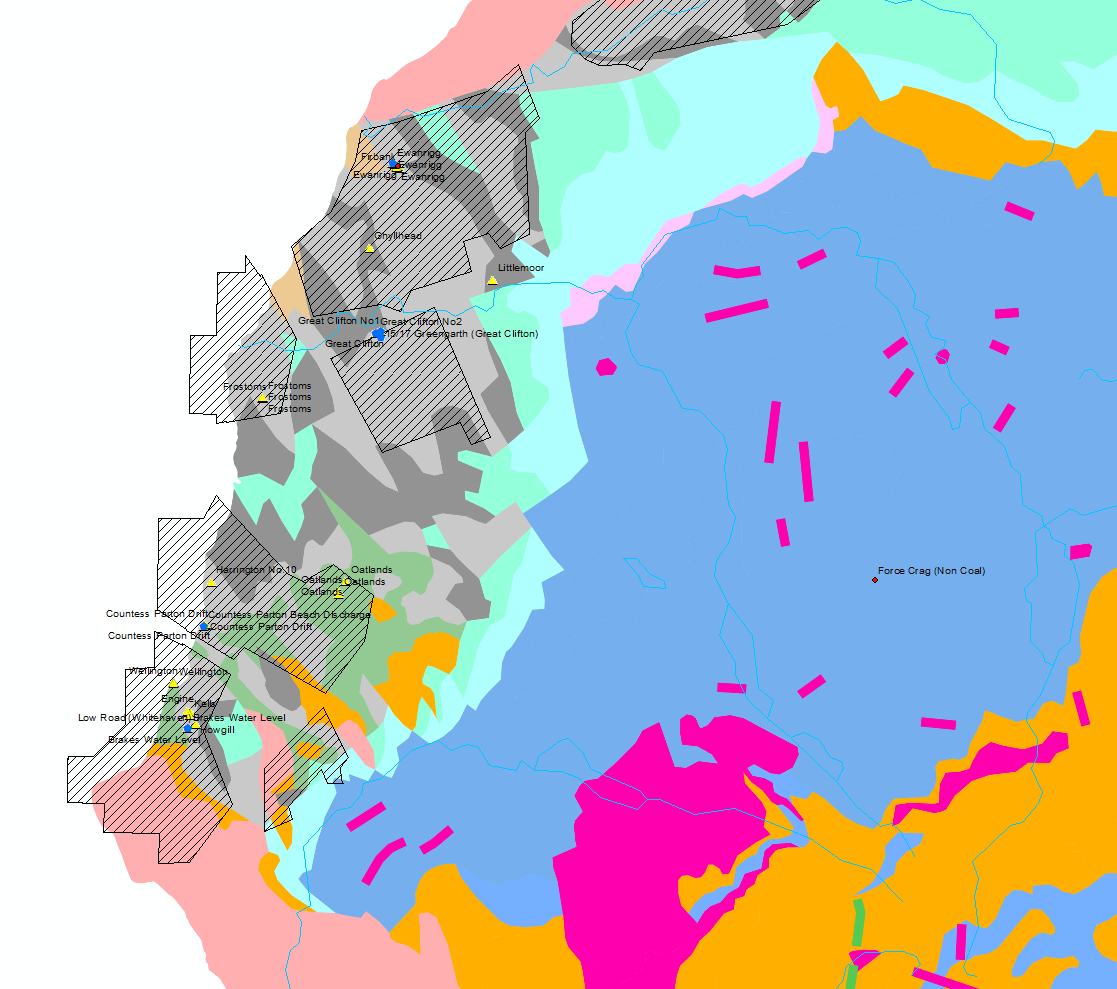 Ewanrigg
Firbank
Ewanrigg
Ewanrigg
Ewanrigg
Ghyllhead
Littlemoor
Great Clifton No1
Great Clifton No2
15/17 Greengarth (Great Clifton)
Great Clifton
Frostoms
Frostoms
Frostoms
Frostoms
Harrington No 10
Oatlands
Oatlands
Oatlands
Oatlands
Force Crag (Non Coal)
Countess Parton Drift
Countess Parton Beach Discharge
Countess Parton Drift
Countess Parton Drift
Wellington
Wellington
Engine
Kells
Low Road (Whitehaven)
Brakes Water Level
Howgill
Brakes Water Level